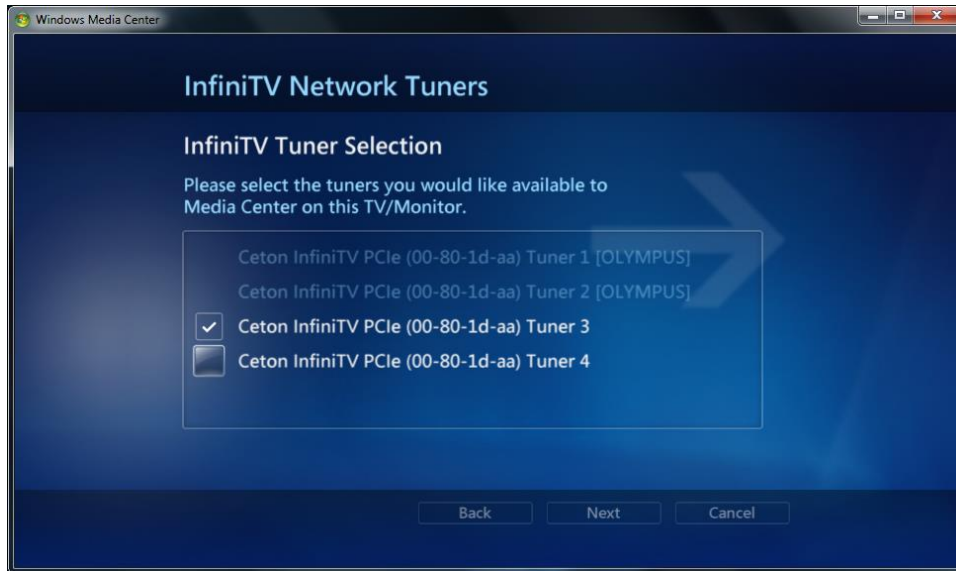 Windows Media Center
InfiniTV Network Tuners
InfiniTV Tuner Selection
Please select the tuners you would like available to
Media Center on this TV/Monitor.
Ceton InfiniTV PCIe (00-80-1d-aa) Tuner 1 [OLYMPUS]
Ceton InfiniTV PCIe (00-80-1d-aa) Tuner 2 [OLYMPUS]
Ceton InfiniTV PCIe (00-80-1d-aa) Tuner 3
Ceton InfiniTV PCIe (00-80-1d-aa) Tuner 4
Back Next Cancel